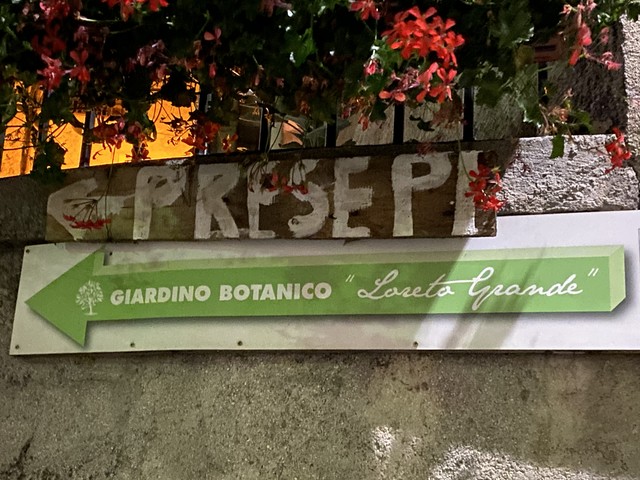 PRESEPI
GIARDINO BOTANICO "Loreto Grande"